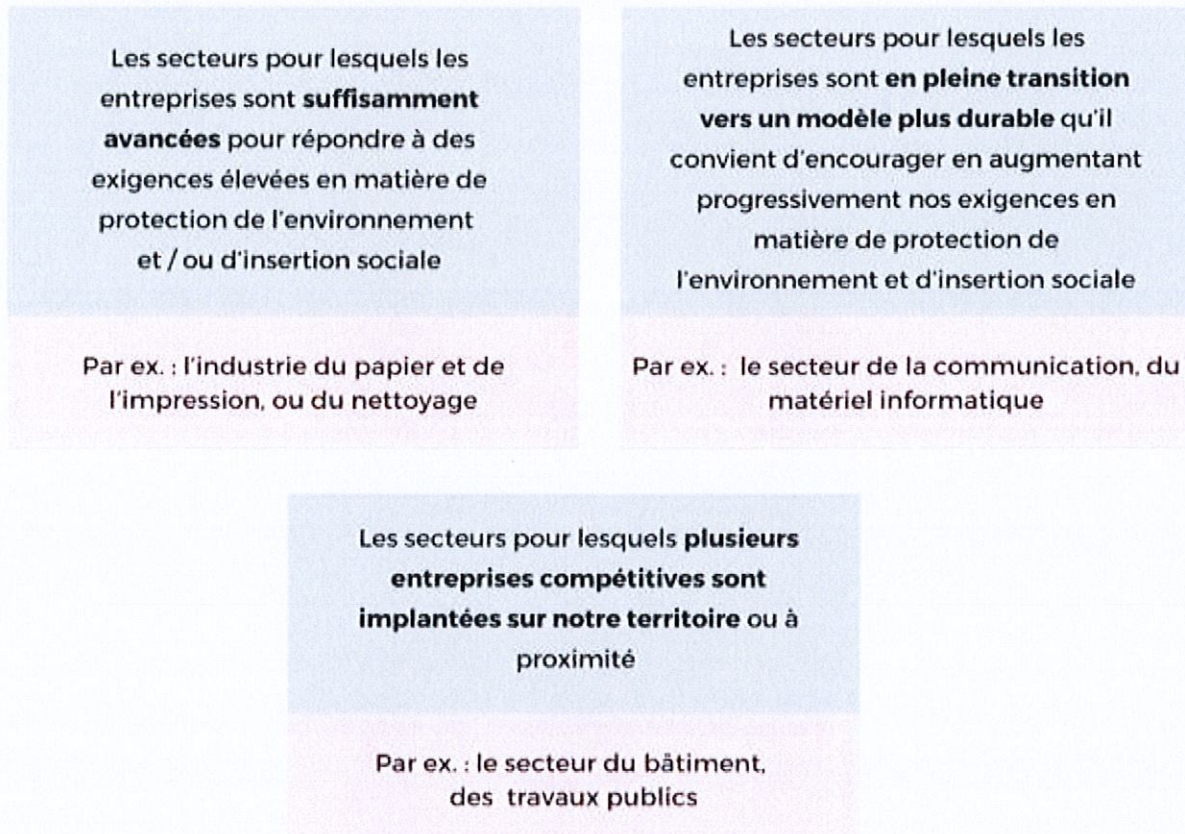 Les secteurs pour lesquels les
entreprises sont suffisamment
avancées pour répondre à des
exigences élevées en matière de
protection de l'environnement
et / ou d'insertion sociale
Par ex. : l'industrie du papier et de
l'impression, ou du nettoyage
Les secteurs pour lesquels les
entreprises sont en pleine transition
vers un modèle plus durable qu'il
convient d'encourager en augmentant
progressivement nos exigences en
matière de protection de
l'environnement et d'insertion sociale
Par ex. : le secteur de la communication, du
matériel informatique
Les secteurs pour lesquels plusieurs
entreprises compétitives sont
implantées sur notre territoire ou à
proximité
Par ex. : le secteur du bâtiment,
des travaux publics